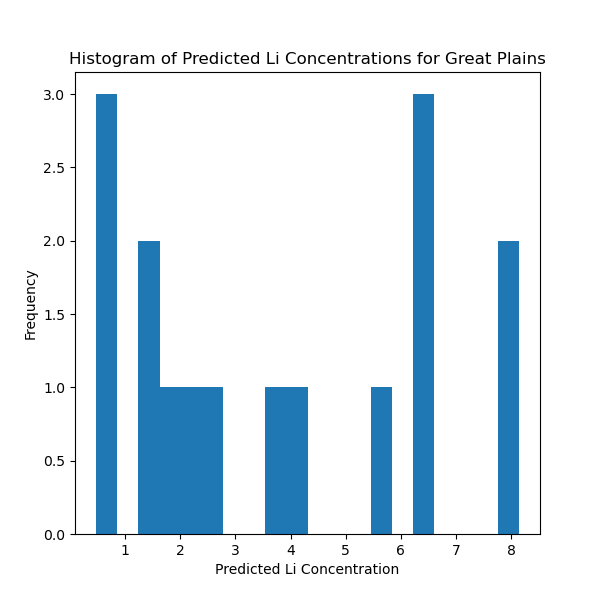 Histogram of Predicted Li Concentrations for Great Plains
3.0
2.5
2.0
1.5
1.0
0.5
0.0
Frequency
1 2 3 4 5 6 7 8
Predicted Li Concentration